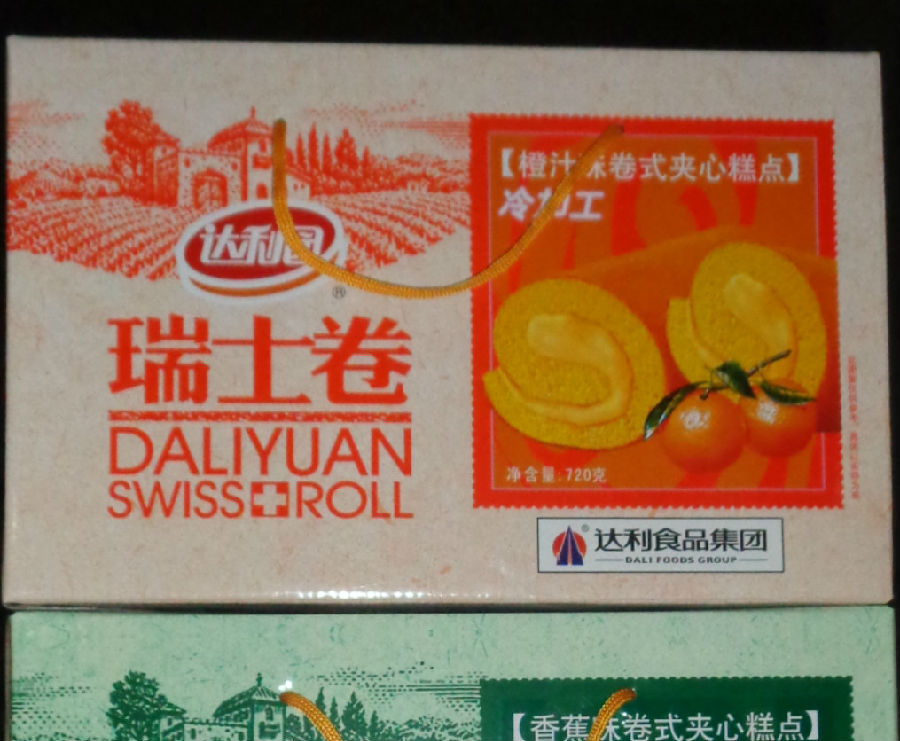 【橙汁味卷式夹心糕点】
冷加工
达利园
®
瑞士卷
DALIYUAN
SWISS ROLL
净含量:720克
®
达利食品集团
DALI FOODS GROUP
【香蕉味卷式夹心糕点】